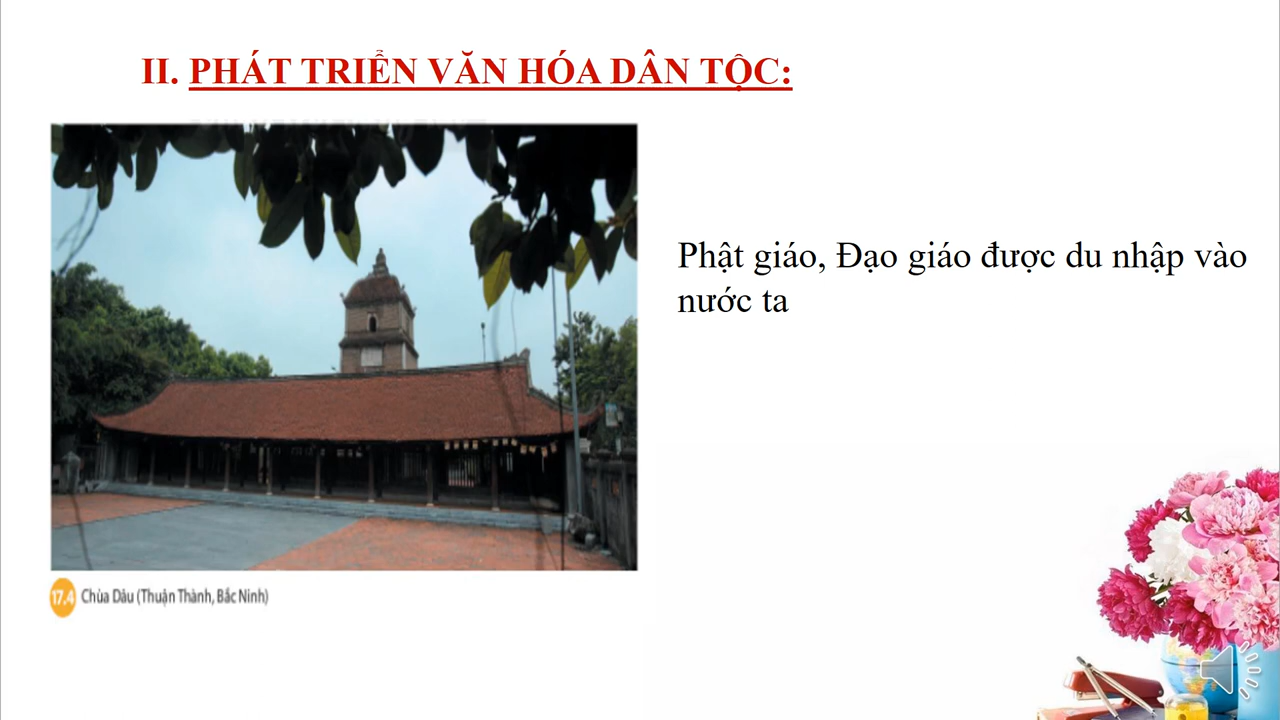 II. PHÁT TRIỂN VĂN HÓA DÂN TỘC:
Phật giáo, Đạo giáo được du nhập vào
nước ta
17.4 Chùa Dâu (Thuận Thành, Bắc Ninh)